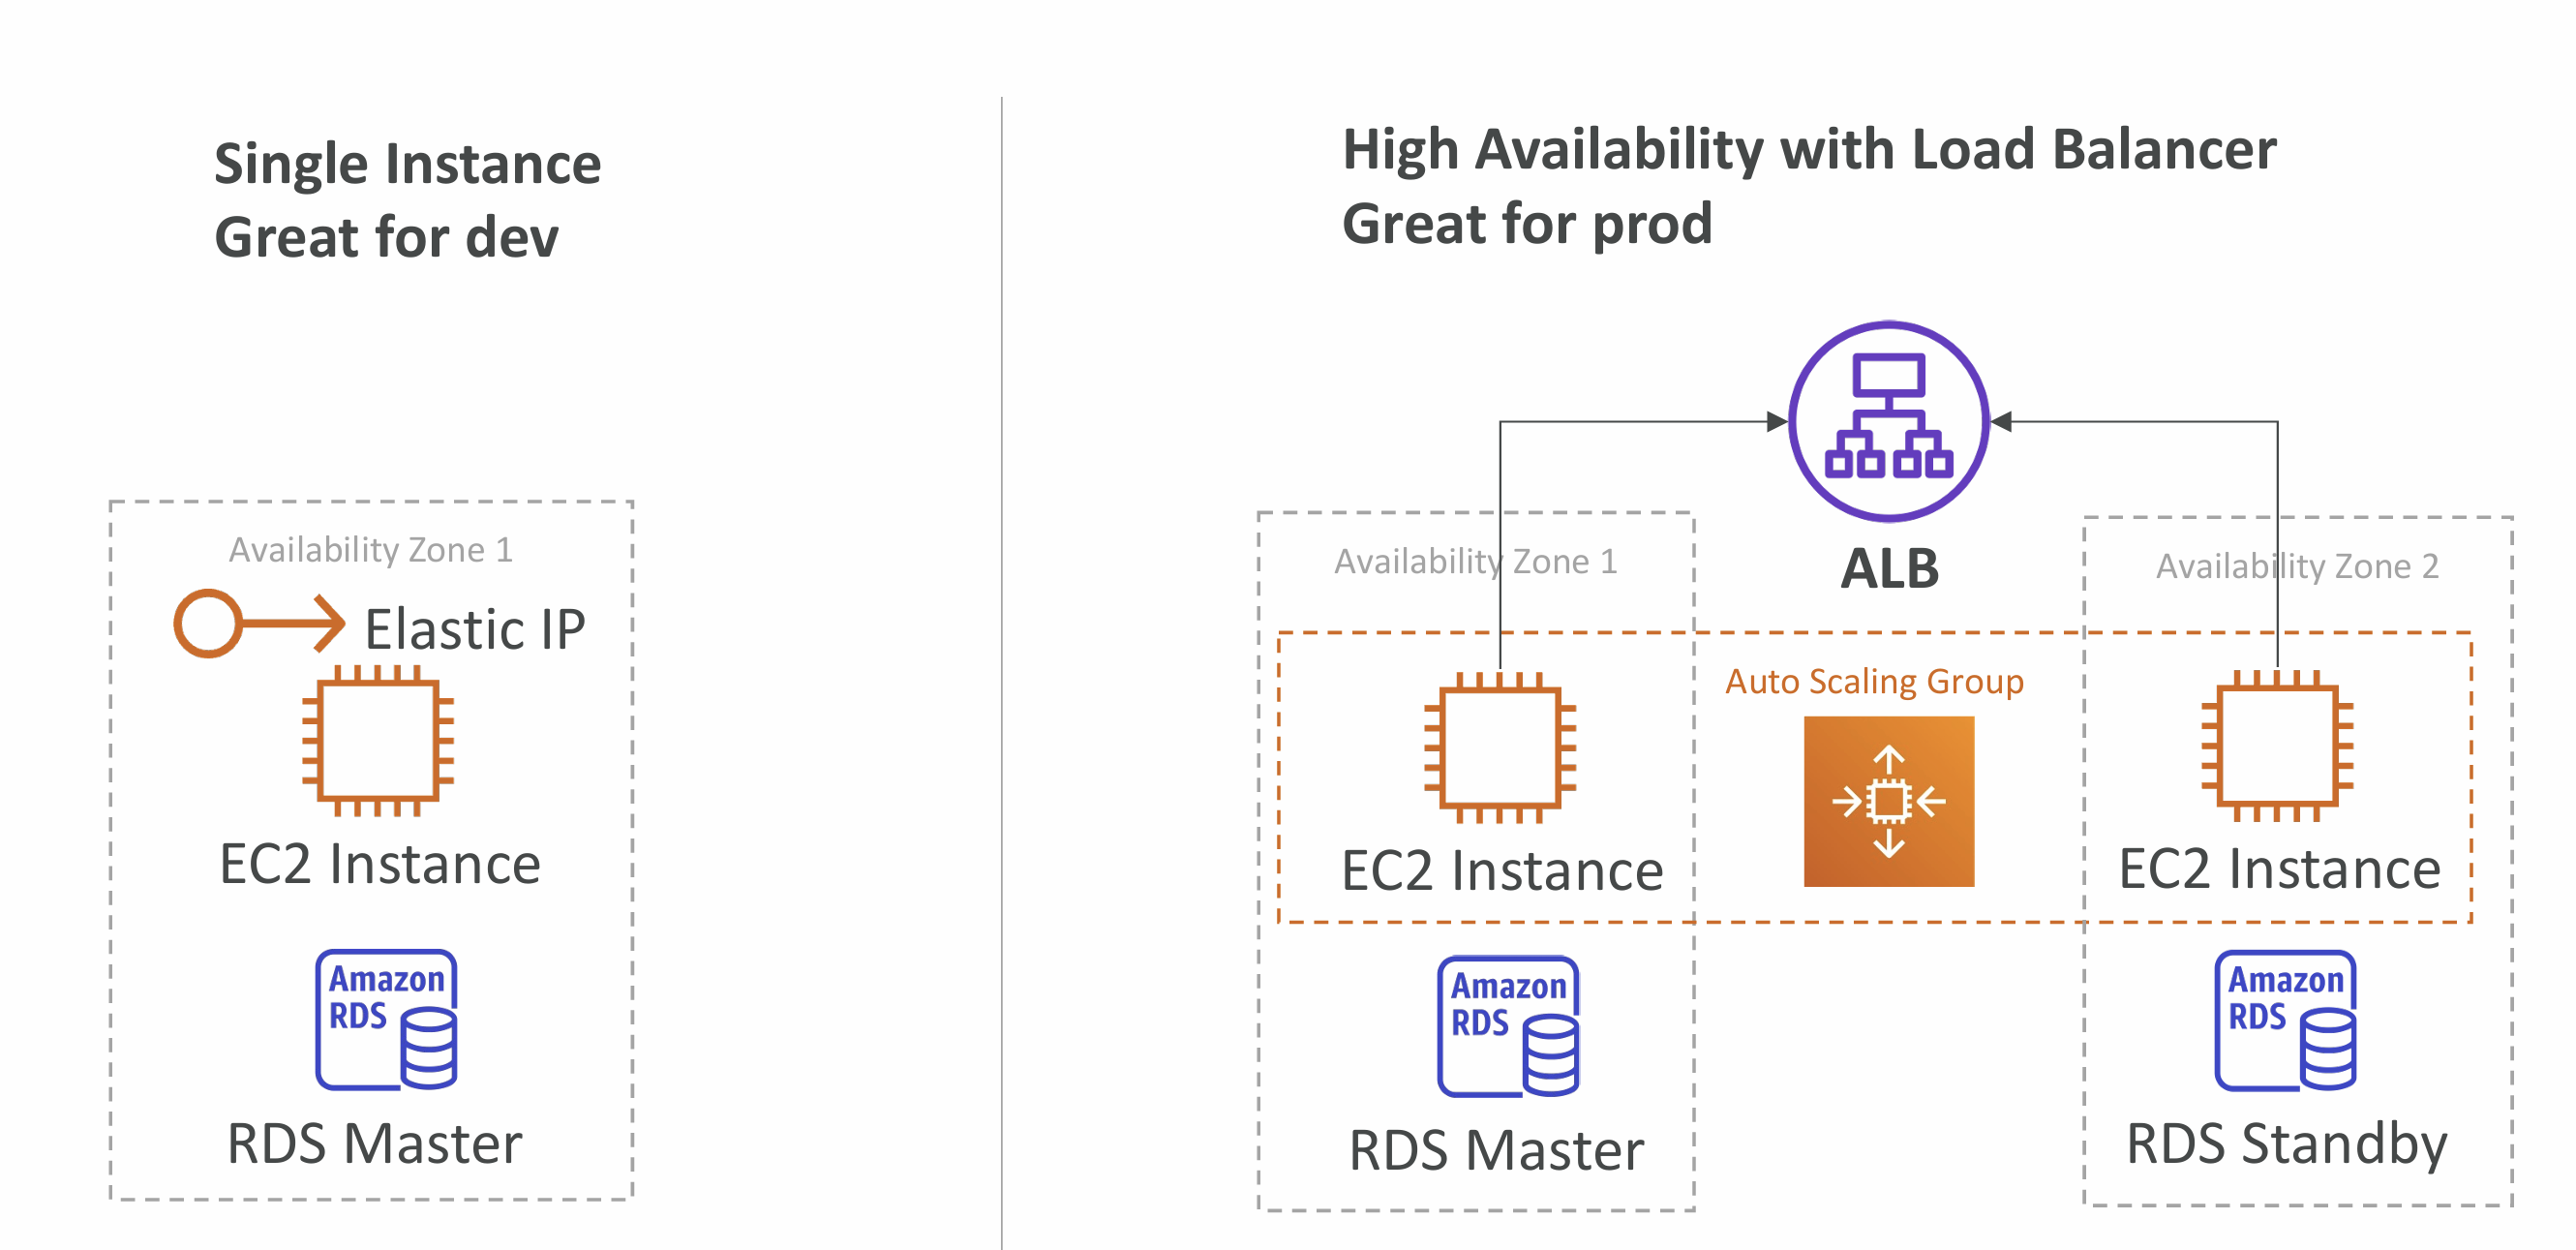 Single Instance
Great for dev
Availability Zone 1
Elastic IP
EC2 Instance
Amazon
RDS
RDS Master
High Availability with Load Balancer
Great for prod
ALB
Availability Zone 1
Availability Zone 2
Auto Scaling Group
EC2 Instance
EC2 Instance
Amazon
RDS
RDS Master
Amazon
RDS
RDS Standby